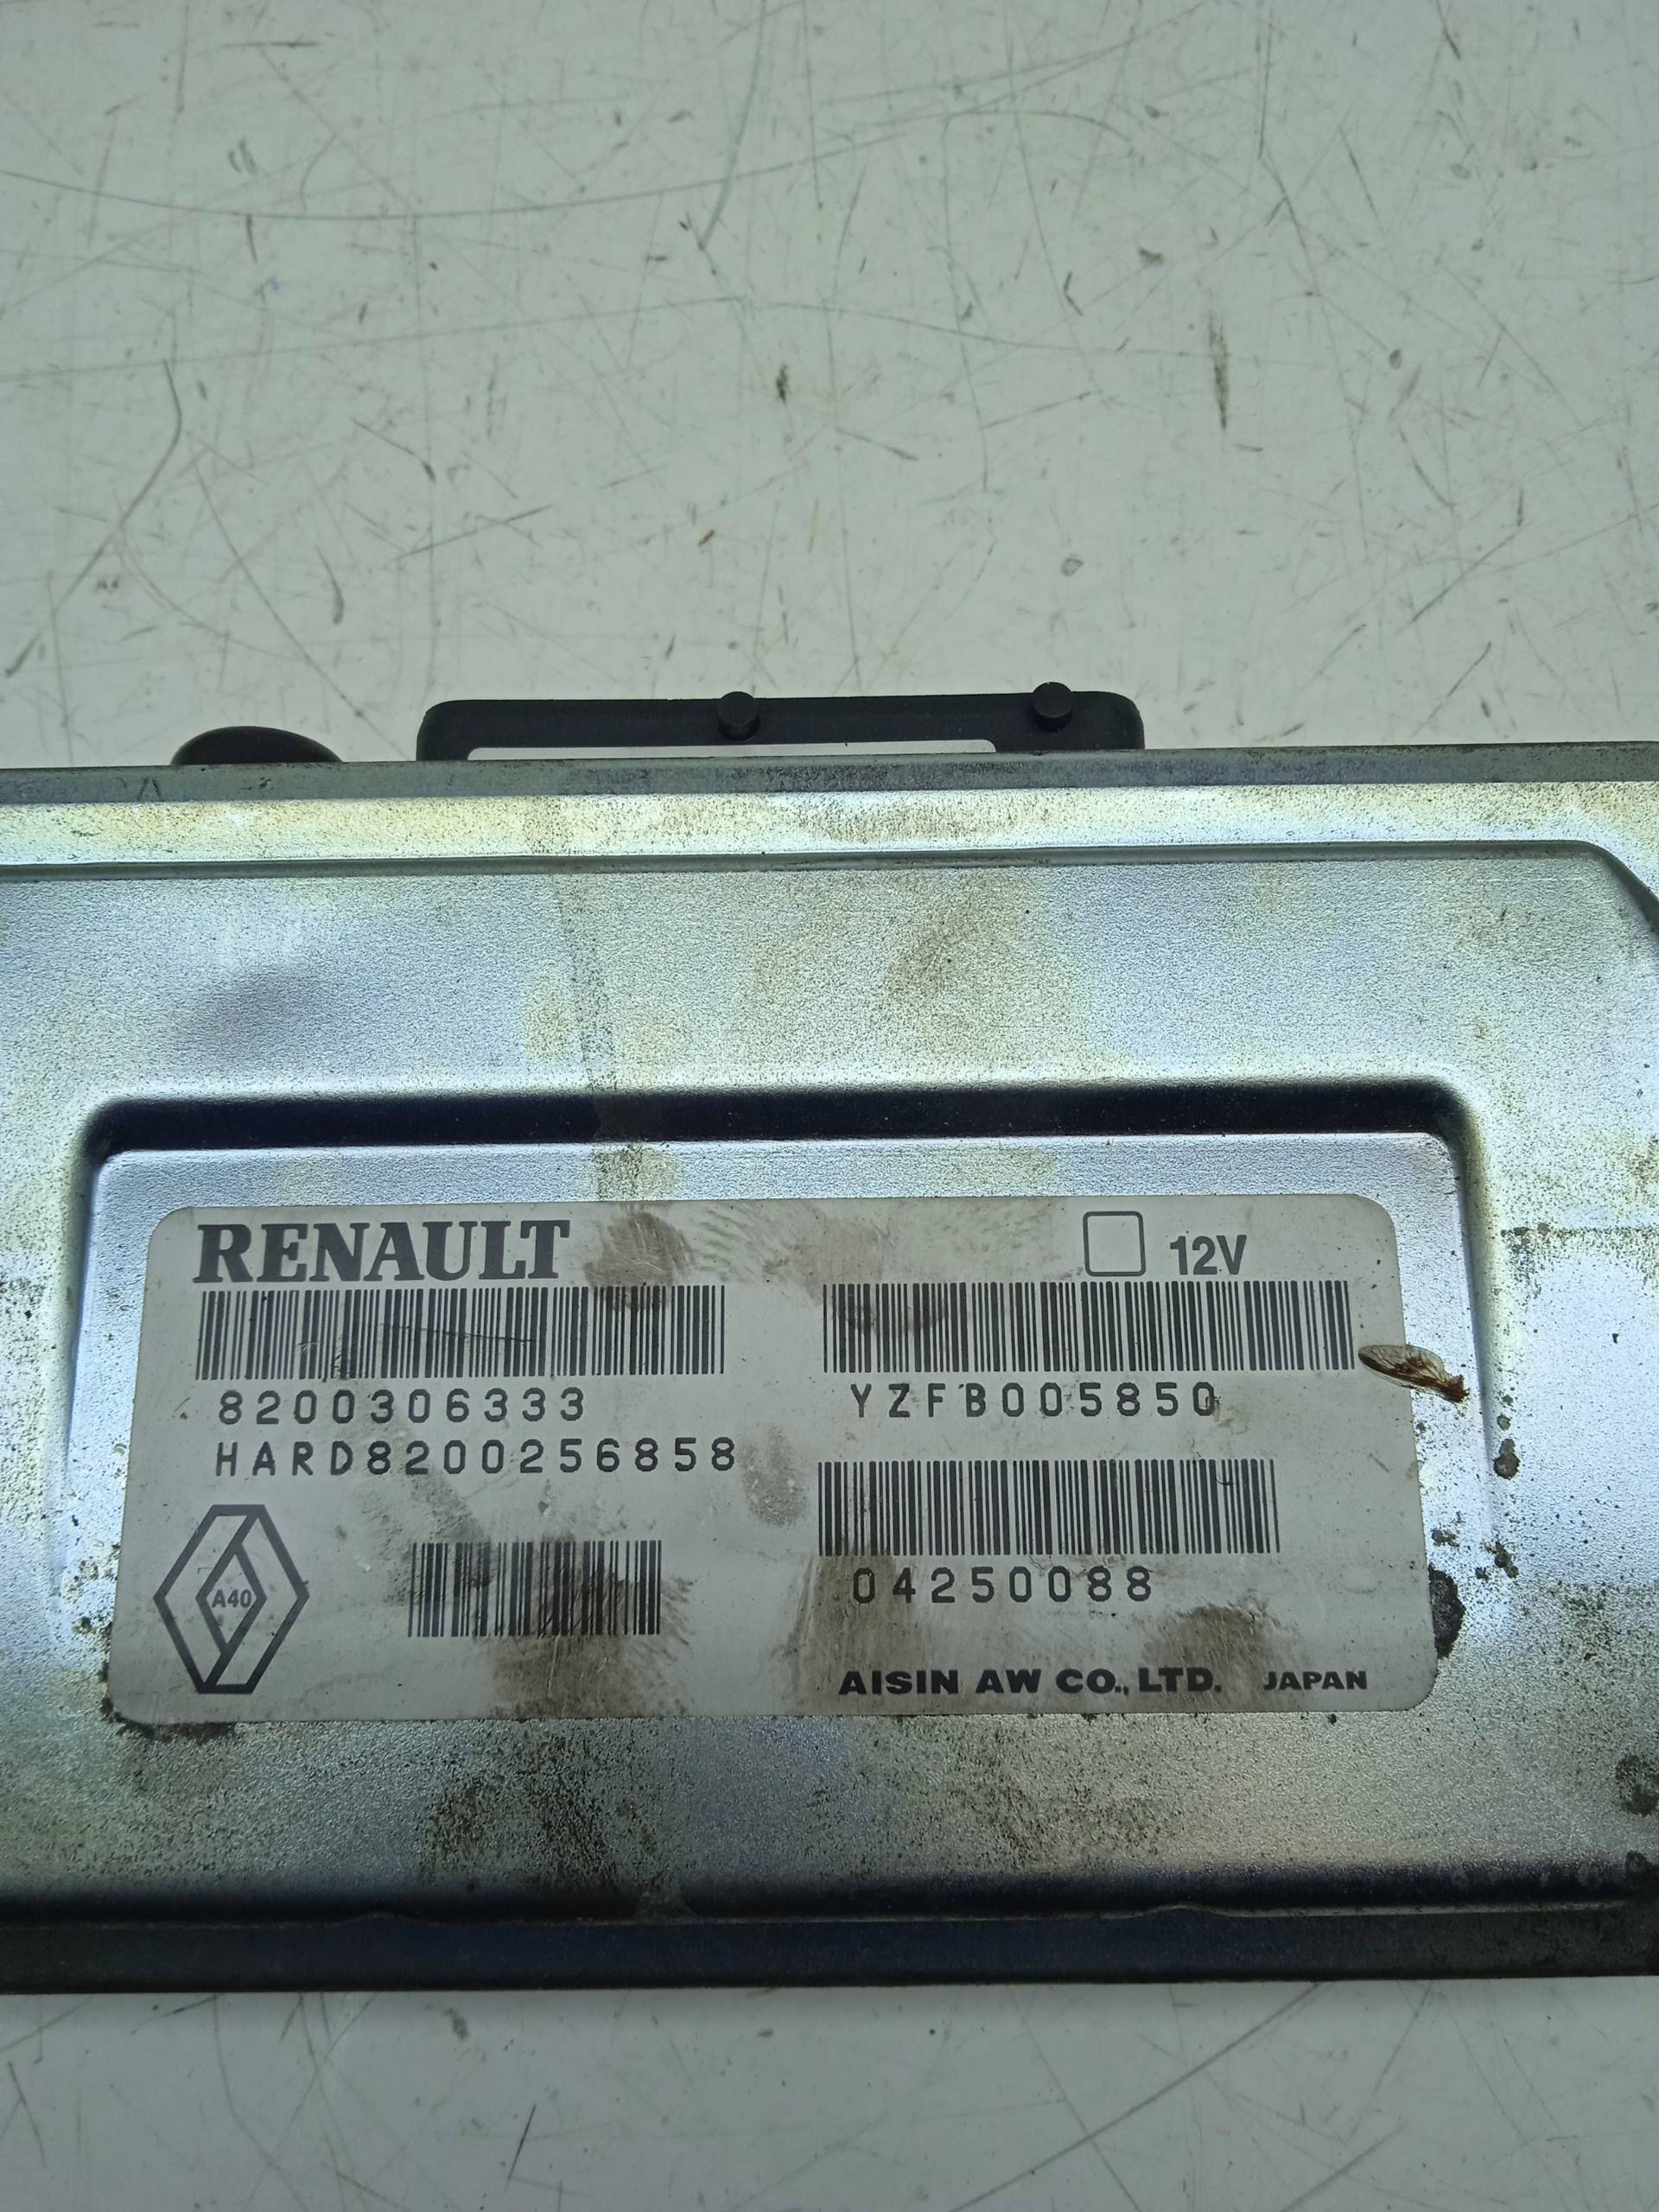 RENAULT
12V
8200306333
YZFB005850
HARD8200256858
04250088
A40
AISIN AW CO., LTD. JAPAN